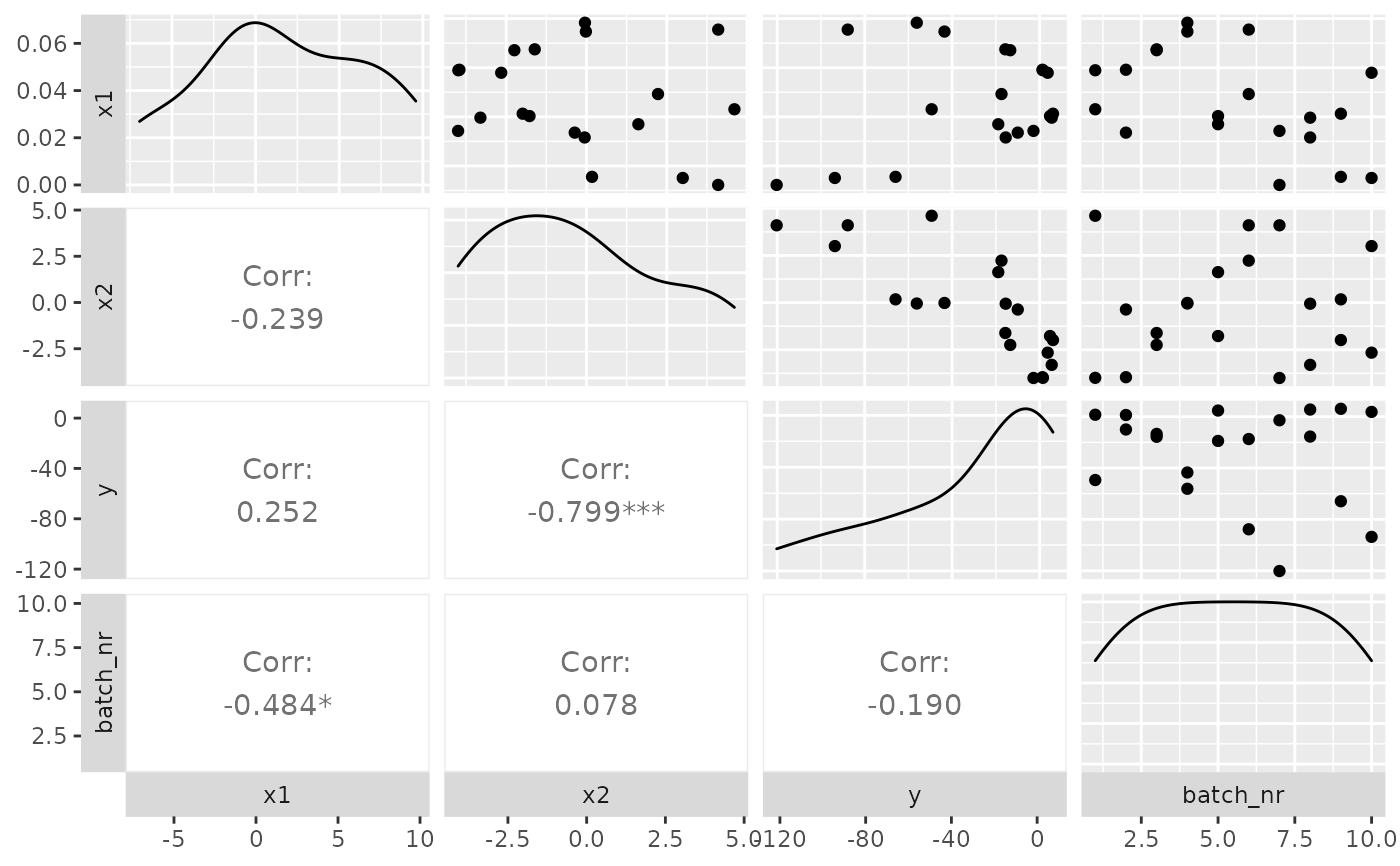 0.06
0.04
0.02
0.00
x1
5.0
2.5
0.0
-2.5
x2
Corr:
-0.239
0
-40
-80
-120
y
Corr:
0.252
Corr:
-0.799***
10.0
7.5
5.0
2.5
batch_nr
Corr:
-0.484*
Corr:
0.078
Corr:
-0.190
x1 x2 y batch_nr
-5 0 5 10 -2.5 0.0 2.5 5.0 -120 -80 -40 0 2.5 5.0 7.5 10.0